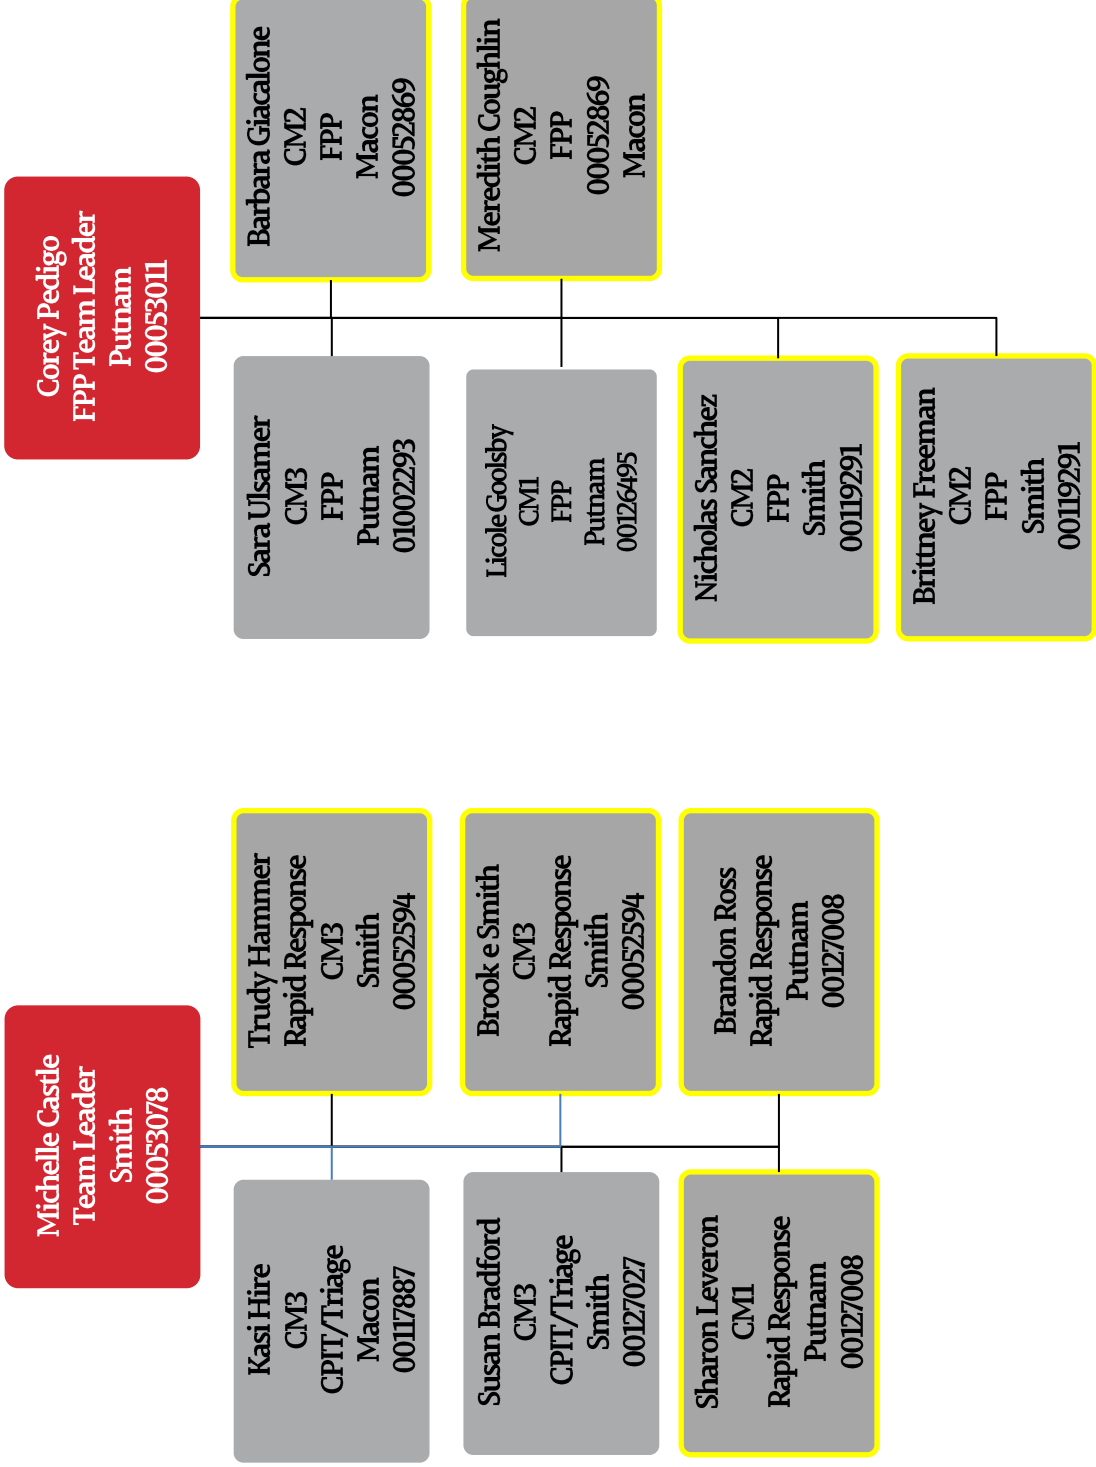 Michelle Castle
Team Leader
Smith
00053078
Kasi Hire
CM3
CPIT/Triage
Macon
00117887
Trudy Hammer
Rapid Response
CM3
Smith
00052594
Susan Bradford
CM3
CPIT/Triage
Smith
00127027
Brook e Smith
CM3
Rapid Response
Smith
00052594
Sharon Leveron
CM1
Rapid Response
Putnam
00127008
Brandon Ross
Rapid Response
Putnam
00127008
Corey Pedigo
FPP Team Leader
Putnam
00053011
Sara Ulsamer
CM3
FPP
Putnam
01002293
Barbara Giacalone
CM2
FPP
Macon
00052869
Licole Goolsby
CM1
FPP
Putnam
00126495
Meredith Coughlin
CM2
FPP
00052869
Macon
Nicholas Sanchez
CM2
FPP
Smith
00119291
Brittney Freeman
CM2
FPP
Smith
00119291